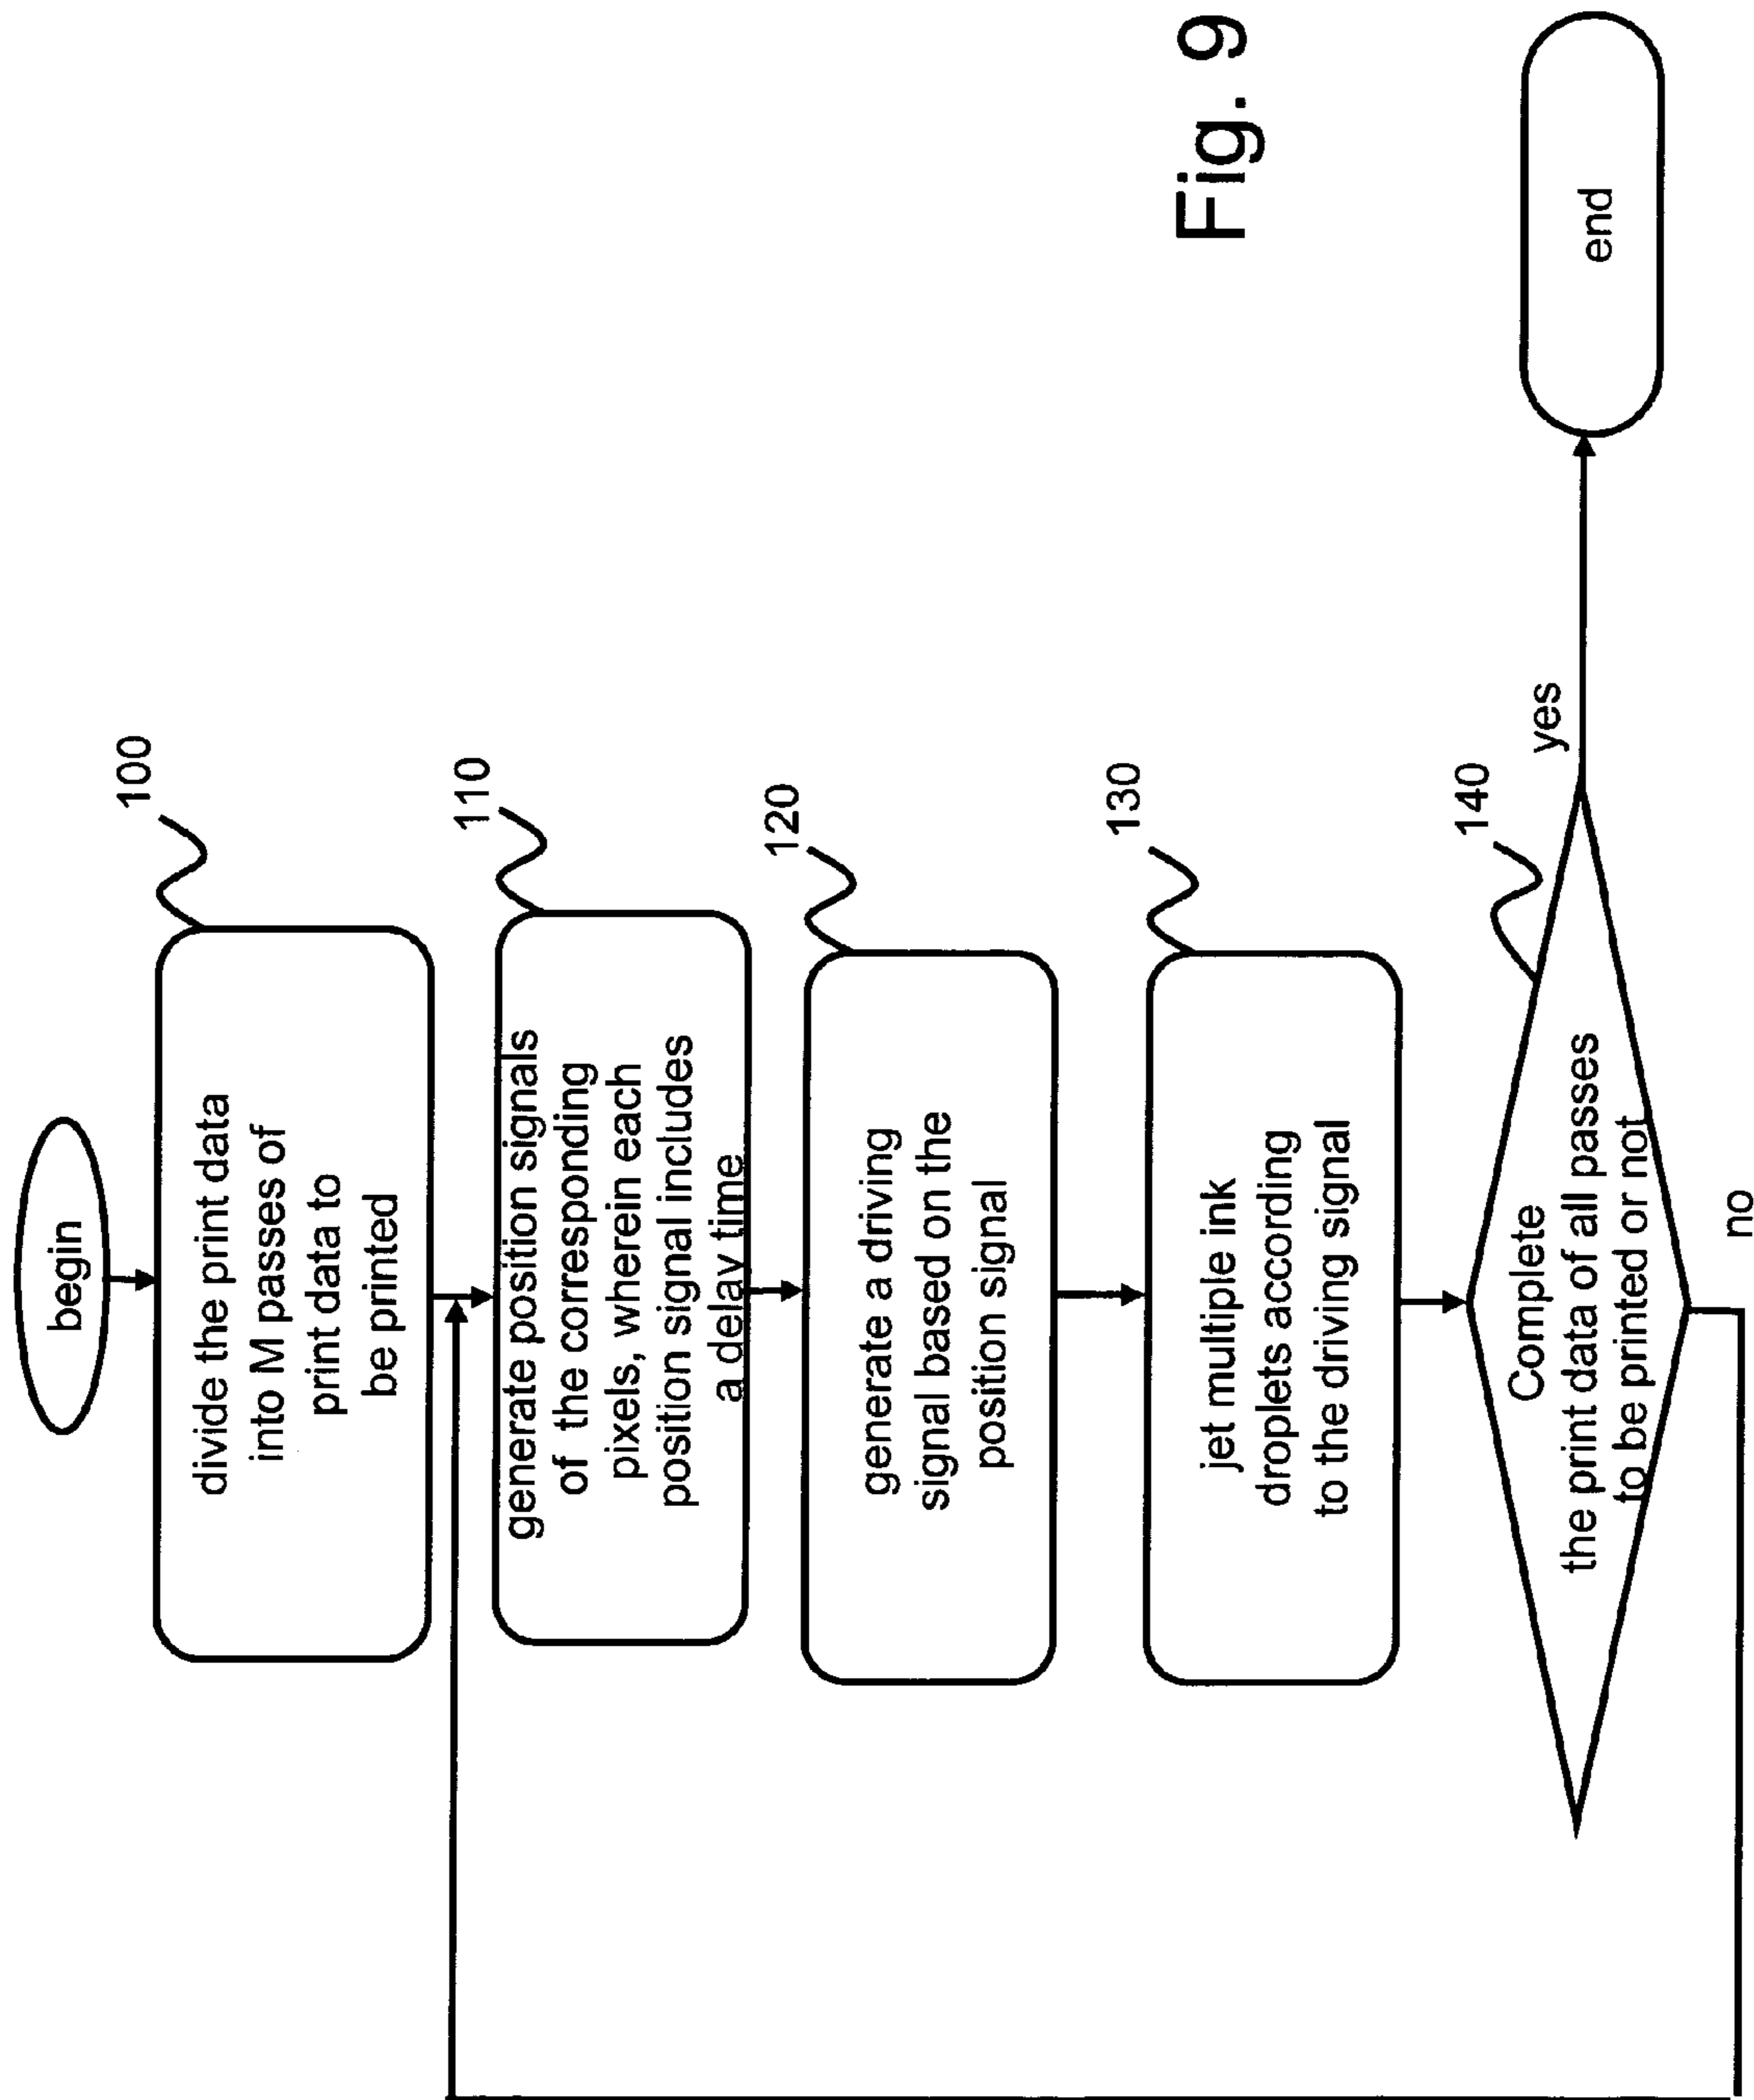 begin
100
divide the print data
into M passes of
print data to
be printed
110
generate position signals
of the corresponding
pixels, wherein each
position signal includes
a delay time
120
generate a driving
signal based on the
position signal
130
jet multiple ink
droplets according
to the driving signal
140
Complete
the print data of all passes
to be printed or not
yes
no
end
Fig. 9